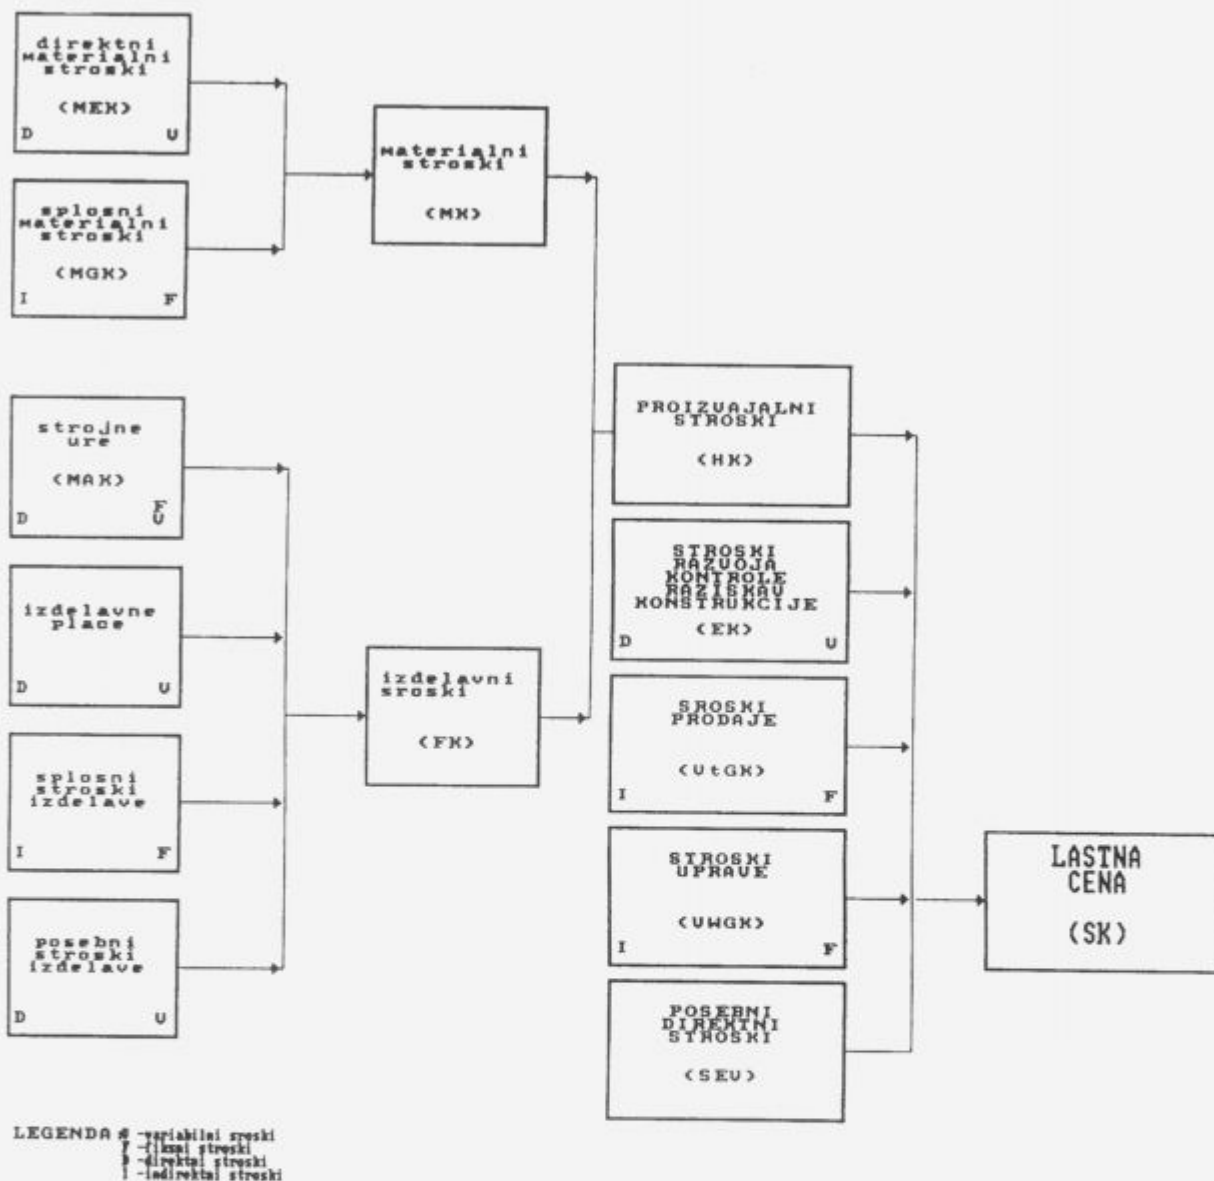 direktni
materialni
stroski
(MEK)
D V
splosni
materialni
stroski
(MGK)
I F
materialni
stroski
(MK)
strojne
ure
(MAK)
F
D V
izdelavne
place
D V
splosni
stroski
izdelave
I F
posebni
stroski
izdelave
D V
izdelavni
sroski
(FK)
PROIZVAJALNI
STROSKI
(HK)
STROSKI
RAZVOJA
KONTROLE
RAZISKAV
KONSTRUKCIJE
(EK)
D V
SROSKI
PRODAJE
(VtGK)
I F
STROSKI
UPRAVE
(VWGK)
I F
POSEBNI
DIREKTNI
STROSKI
(SEV)
LASTNA
CENA
(SK)
LEGENDA -variabilni sroski
F -fiksni stroski
D -direktni stroski
I -indirektni stroski